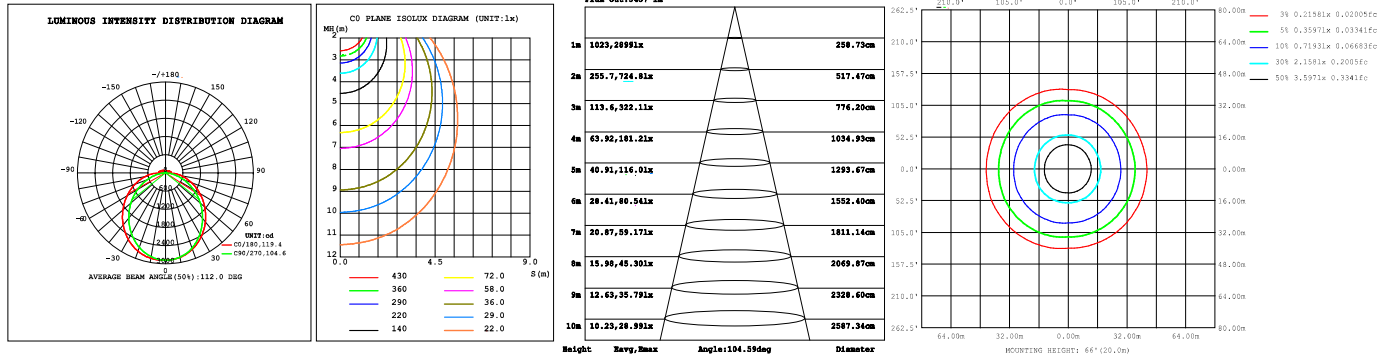 LUMINOUS INTENSITY DISTRIBUTION DIAGRAM
-/+180
-150 150
-120 120
-90 90
0
600
1200
1800
2400
3000
60
-30 30
0
UNIT:cd
C0/180,119.4
C90/270,104.6
AVERAGE BEAM ANGLE(50%):112.0 DEG
C0 PLANE ISOLUX DIAGRAM (UNIT:lx)
MH(m)
2
3
4
5
6
7
8
9
10
11
12
0.0 4.5 9.0
S(m)
430 72.0
360 58.0
290 36.0
220 29.0
140 22.0
1m 1023,2899lx 258.73cm
2m 255.7,724.8lx 517.47cm
3m 113.6,322.1lx 776.20cm
4m 63.92,181.2lx 1034.93cm
5m 40.91,116.0lx 1293.67cm
6m 28.41,80.54lx 1552.40cm
7m 20.87,59.17lx 1811.14cm
8m 15.98,45.30lx 2069.87cm
9m 12.63,35.79lx 2328.60cm
10m 10.23,28.99lx 2587.34cm
Height Eavg,Emax Angle:104.59deg Diameter
210.0' 105.0' 0.0' 105.0' 210.0'
262.5' 80.00m
210.0' 64.00m
157.5' 48.00m
105.0' 32.00m
52.5' 16.00m
0.0' 0.00m
52.5' 16.00m
105.0' 32.00m
157.5' 48.00m
210.0' 64.00m
262.5' 80.00m
64.00m 32.00m 0.00m 32.00m 64.00m
MOUNTING HEIGHT: 66'(20.0m)
3% 0.2158lx 0.02005fc
5% 0.3597lx 0.03341fc
10% 0.7193lx 0.06683fc
30% 2.158lx 0.2005fc
50% 3.597lx 0.3341fc